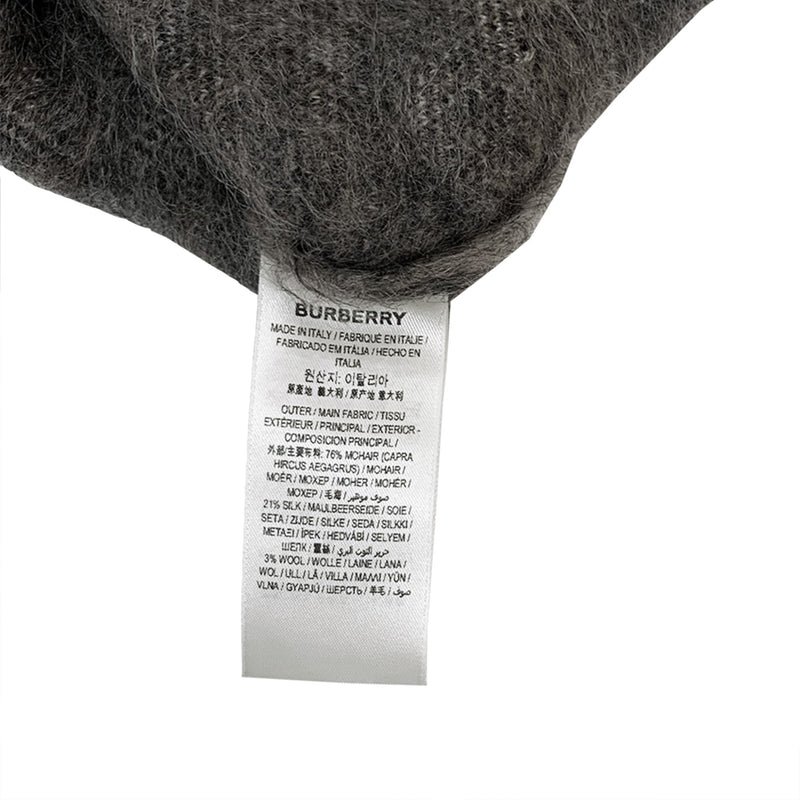 BURBERRY
MADE IN ITALY / FABRIQUÉ EN ITALIE /
FABRICADO EM ITÁLIA / HECHO EN
ITALIA
원산지: 이탈리아
原產地 義大利 / 原产地 意大利
OUTER / MAIN FABRIC / TISSU
EXTÉRIEUR / PRINCIPAL / EXTERIOR-
COMPOSICION PRINCIPAL /
外部/主要布料: 76% MOHAIR (CAPRA
HIRCUS AEGAGRUS) / MOHAIR /
MOÉR / MOXEP / MOHER / MOHÉR /
МОХЕР / 毛海 / صوف موهير
21% SILK / MAULBEERSEIDE / SOIE /
SETA / ZIJDE / SILKE / SEDA / SILKKI /
ΜΕΤΑΞΙ / İPEK / HEDVÁBÍ / SELYEM /
ШЕЛК / 蠶絲 / حرير التوت البري
3% WOOL / WOLLE / LAINE / LANA /
WOL / ULL / LÃ / VILLA / ΜΑΛΛΙ / YÜN /
VLNA / GYAPJÚ / ШЕРСТЬ / 羊毛 / صوف